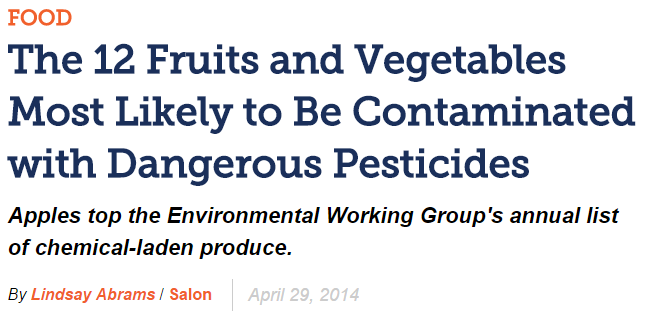 FOOD
The 12 Fruits and Vegetables
Most Likely to Be Contaminated
with Dangerous Pesticides
Apples top the Environmental Working Group's annual list
of chemical-laden produce.
By Lindsay Abrams / Salon April 29, 2014